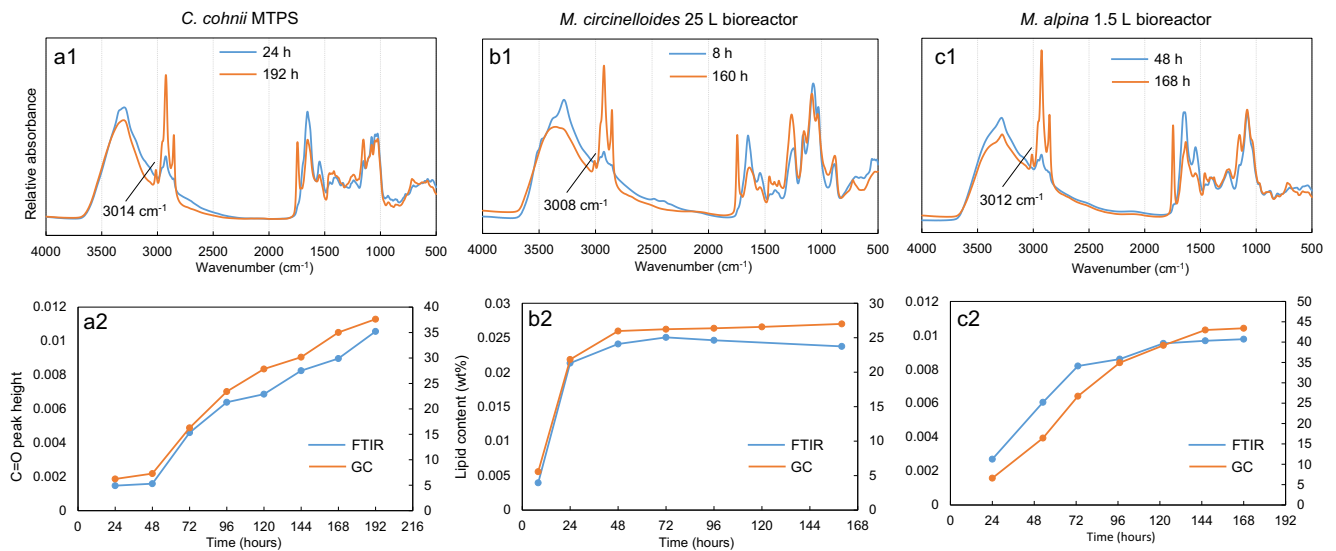 C. cohnii MTPS
M. circinelloides 25 L bioreactor
M. alpina 1.5 L bioreactor
a1
24 h
192 h
3014 cm⁻¹
Relative absorbance
4000 3500 3000 2500 2000 1500 1000 500
Wavenumber (cm⁻¹)
b1
8 h
160 h
3008 cm⁻¹
4000 3500 3000 2500 2000 1500 1000 500
Wavenumber (cm⁻¹)
c1
48 h
168 h
3012 cm⁻¹
4000 3500 3000 2500 2000 1500 1000 500
Wavenumber (cm⁻¹)
a2
C=O peak height
0.012
0.01
0.008
0.006
0.004
0.002
0
40
35
30
25
20
15
10
5
0
FTIR
GC
24 48 72 96 120 144 168 192 216
Time (hours)
b2
Lipid content (wt%)
0.03
0.025
0.02
0.015
0.01
0.005
0
30
25
20
15
10
5
0
FTIR
GC
0 24 48 72 96 120 144 168
Time (hours)
c2
0.012
0.01
0.008
0.006
0.004
0.002
0
50
45
40
35
30
25
20
15
10
5
0
FTIR
GC
0 24 48 72 96 120 144 168 192
Time (hours)